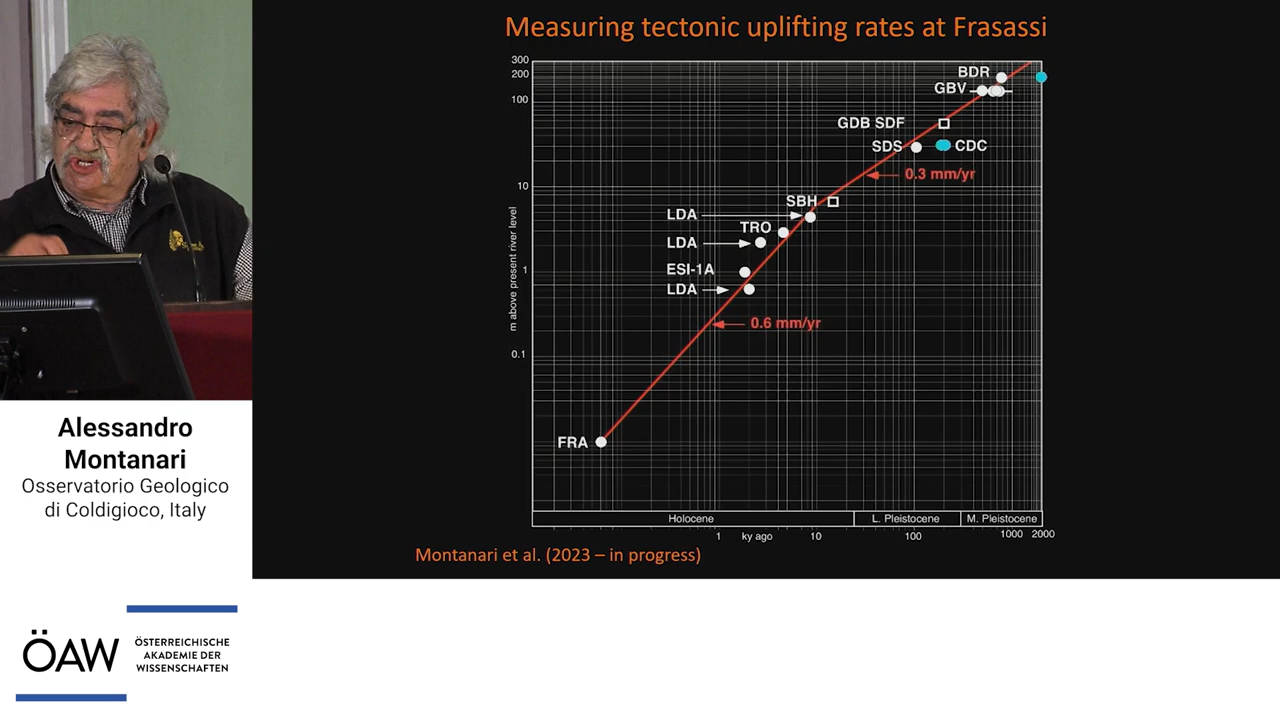 Measuring tectonic uplifting rates at Frasassi
300
200
100
10
1
0.1
m above present river level
BDR
GBV
GDB SDF
SDS
CDC
0.3 mm/yr
SBH
LDA
TRO
LDA
ESI-1A
LDA
0.6 mm/yr
FRA
Holocene
L. Pleistocene
M. Pleistocene
1
ky ago
10
100
1000
2000
Montanari et al. (2023 – in progress)
Alessandro
Montanari
Osservatorio Geologico
di Coldigioco, Italy
ÖAW
ÖSTERREICHISCHE
AKADEMIE DER
WISSENSCHAFTEN